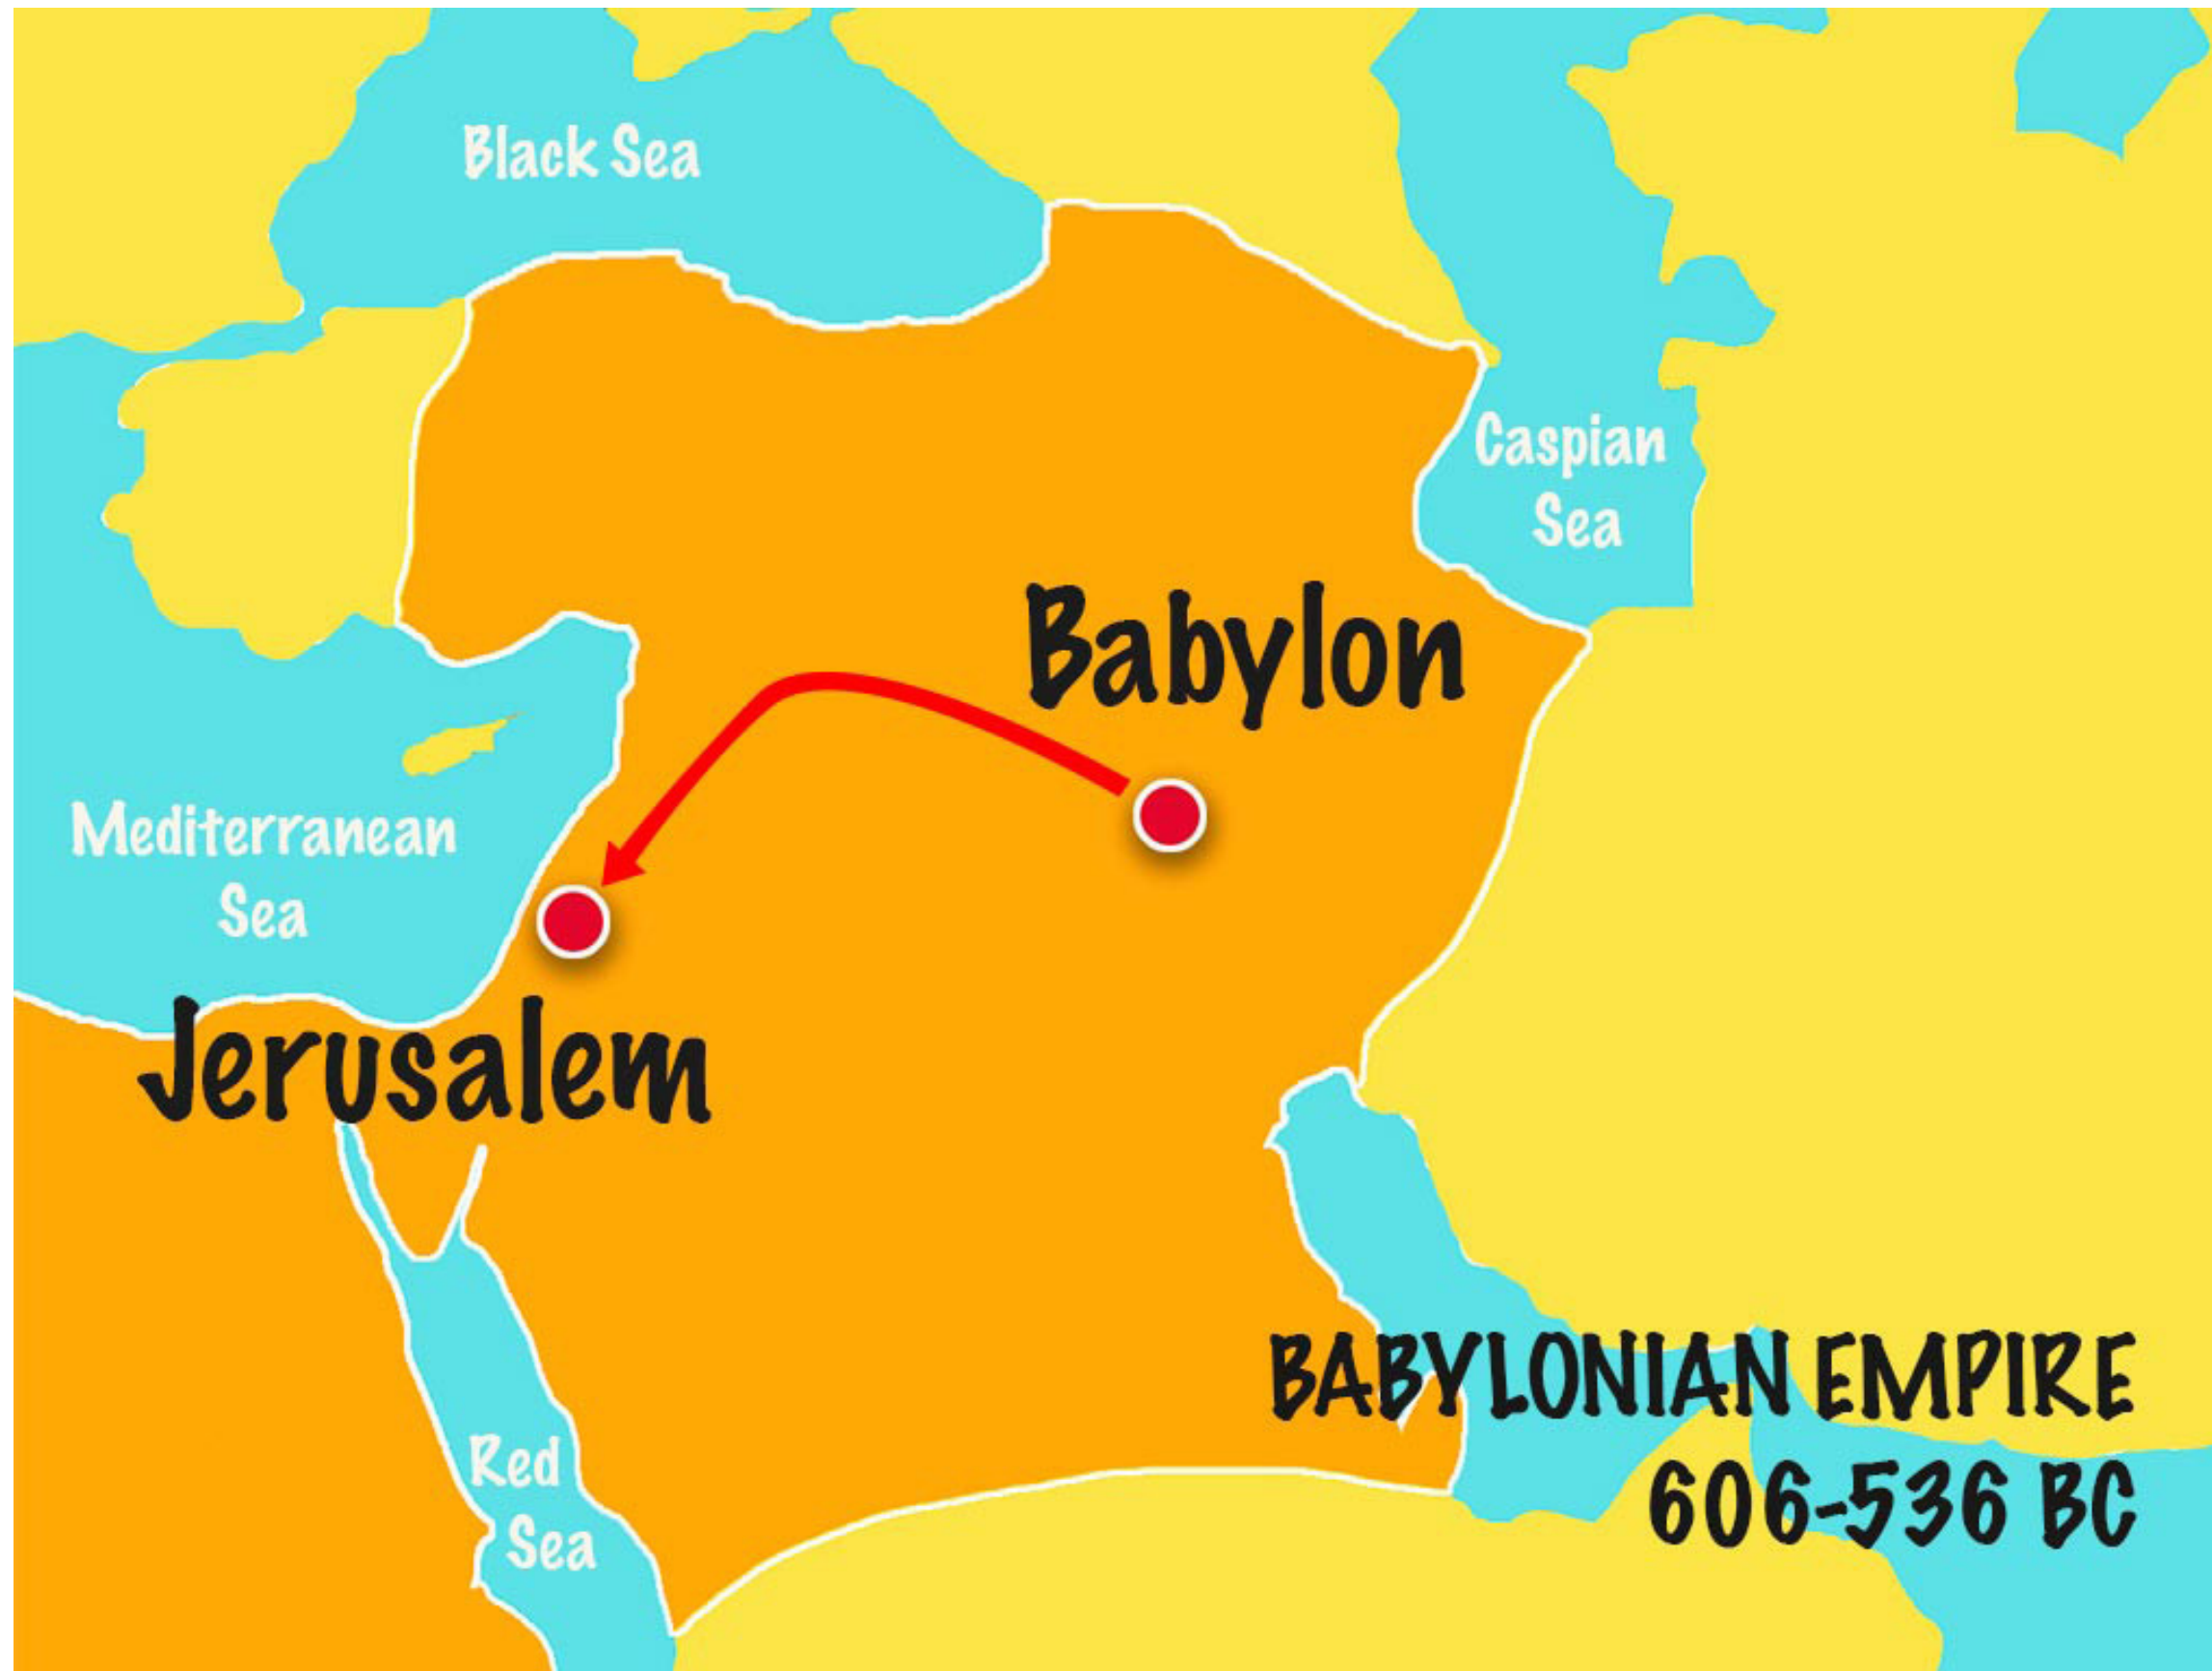 Black Sea
Caspian
Sea
Babylon
Mediterranean
Sea
Jerusalem
BABYLONIAN EMPIRE
606-536 BC
Red
Sea